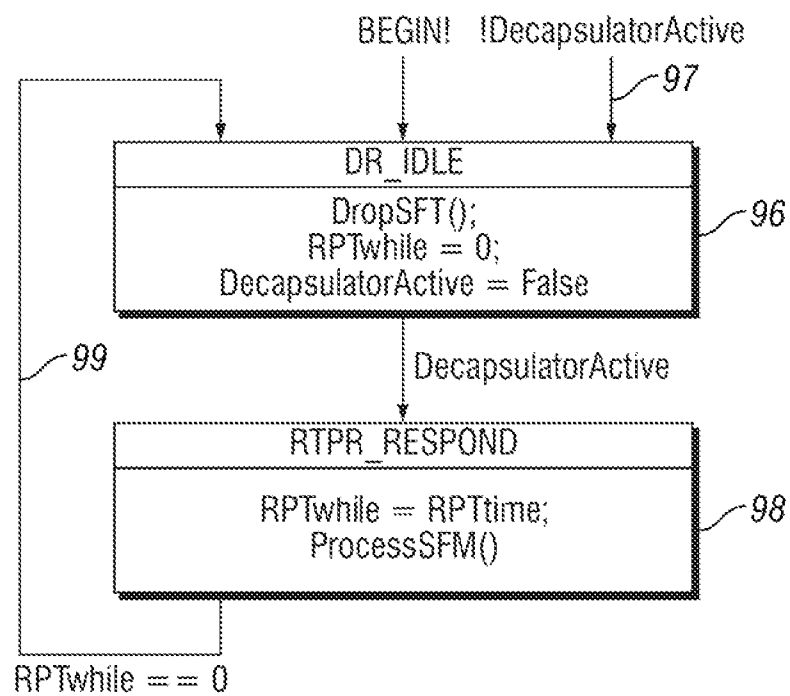 BEGIN! !DecapsulatorActive
97
DR_IDLE
DropSFT();
RPTwhile = 0;
DecapsulatorActive = False
96
99
DecapsulatorActive
RTPR_RESPOND
RPTwhile = RPTtime;
ProcessSFM()
98
RPTwhile == 0